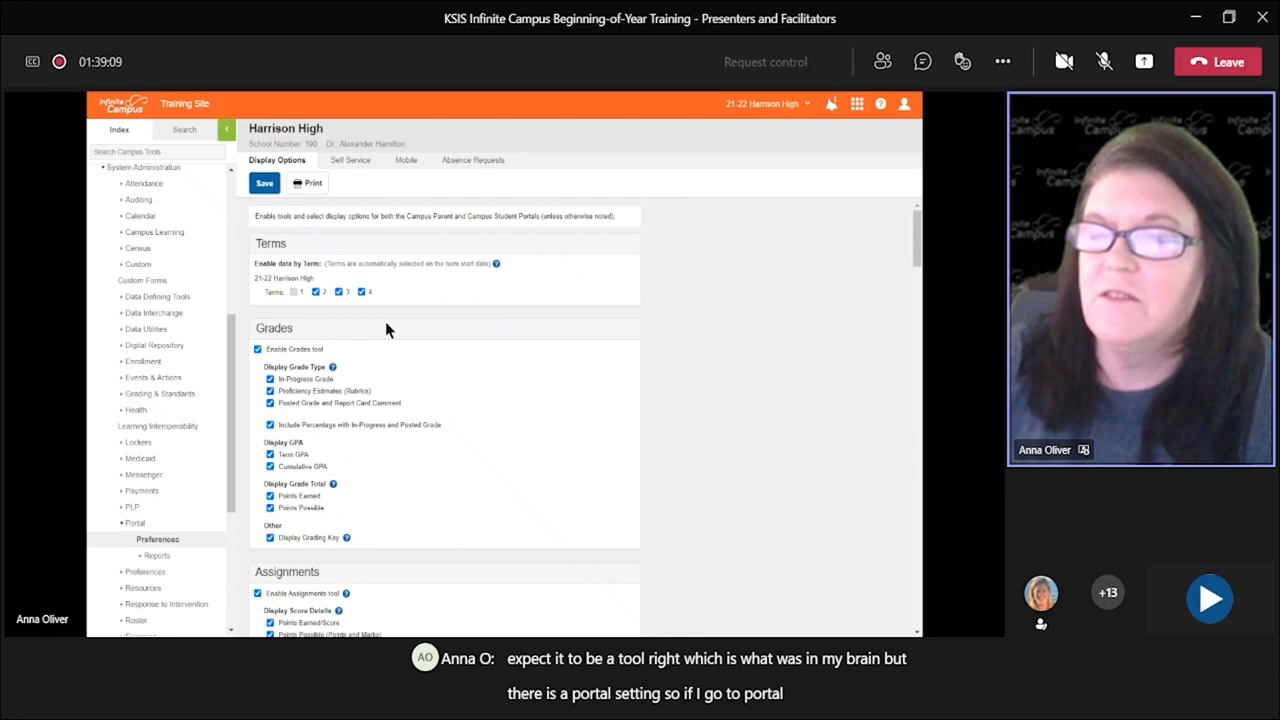 KSIS Infinite Campus Beginning-of-Year Training - Presenters and Facilitators
CC 01:39:09 Request control Leave
Infinite Campus Training Site 21-22 Harrison High
Index Search
Search Campus Tools
System Administration
Attendance
Auditing
Calendar
Campus Learning
Census
Custom
Custom Forms
Data Defining Tools
Data Interchange
Data Utilities
Digital Repository
Enrollment
Events & Actions
Grading & Standards
Health
Learning Interoperability
Lockers
Medicaid
Messenger
Payments
PLP
Portal
Preferences
Reports
Preferences
Resources
Response to Intervention
Roster
Harrison High
School Number: 190 Dr. Alexander Hamilton
Display Options Self Service Mobile Absence Requests
Save Print
Enable tools and select display options for both the Campus Parent and Campus Student Portals (unless otherwise noted).
Terms
Enable data by Term: (Terms are automatically selected on the term start date)
21-22 Harrison High
Terms: 1 2 3 4
Grades
Enable Grades tool
Display Grade Type
In-Progress Grade
Proficiency Estimates (Rubrics)
Posted Grade and Report Card Comment
Include Percentage with In-Progress and Posted Grade
Display GPA
Term GPA
Cumulative GPA
Display Grade Total
Points Earned
Points Possible
Other
Display Grading Key
Assignments
Enable Assignments tool
Display Score Details
Points Earned/Score
Points Possible (Points and Marks)
Anna Oliver
Anna Oliver
+13
AO Anna O: expect it to be a tool right which is what was in my brain but
there is a portal setting so if I go to portal